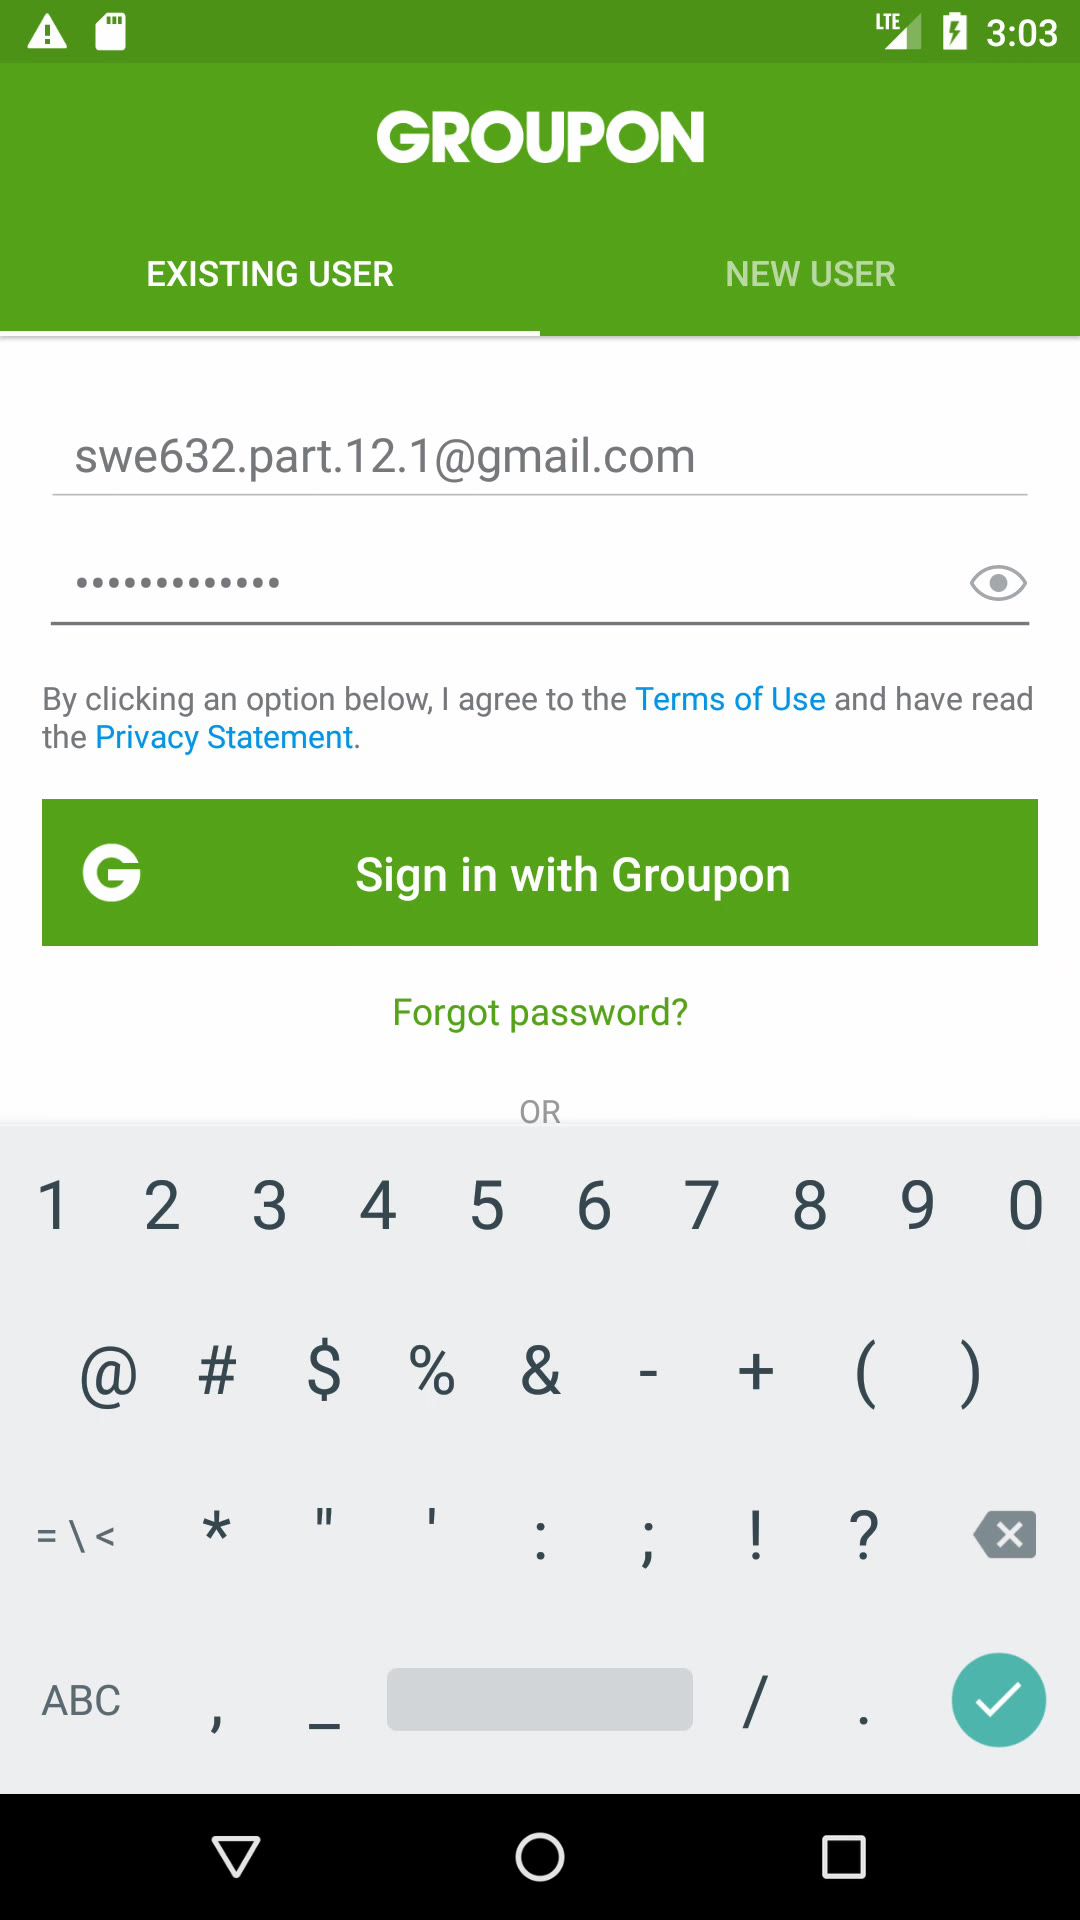 LTE 3:03
GROUPON
EXISTING USER NEW USER
swe632.part.12.1@gmail.com
•••••••••••••
By clicking an option below, I agree to the Terms of Use and have read
the Privacy Statement.
G Sign in with Groupon
Forgot password?
OR
1 2 3 4 5 6 7 8 9 0
@ # $ % & - + ( )
= \ < * " ' : ; ! ?
ABC , _ / .